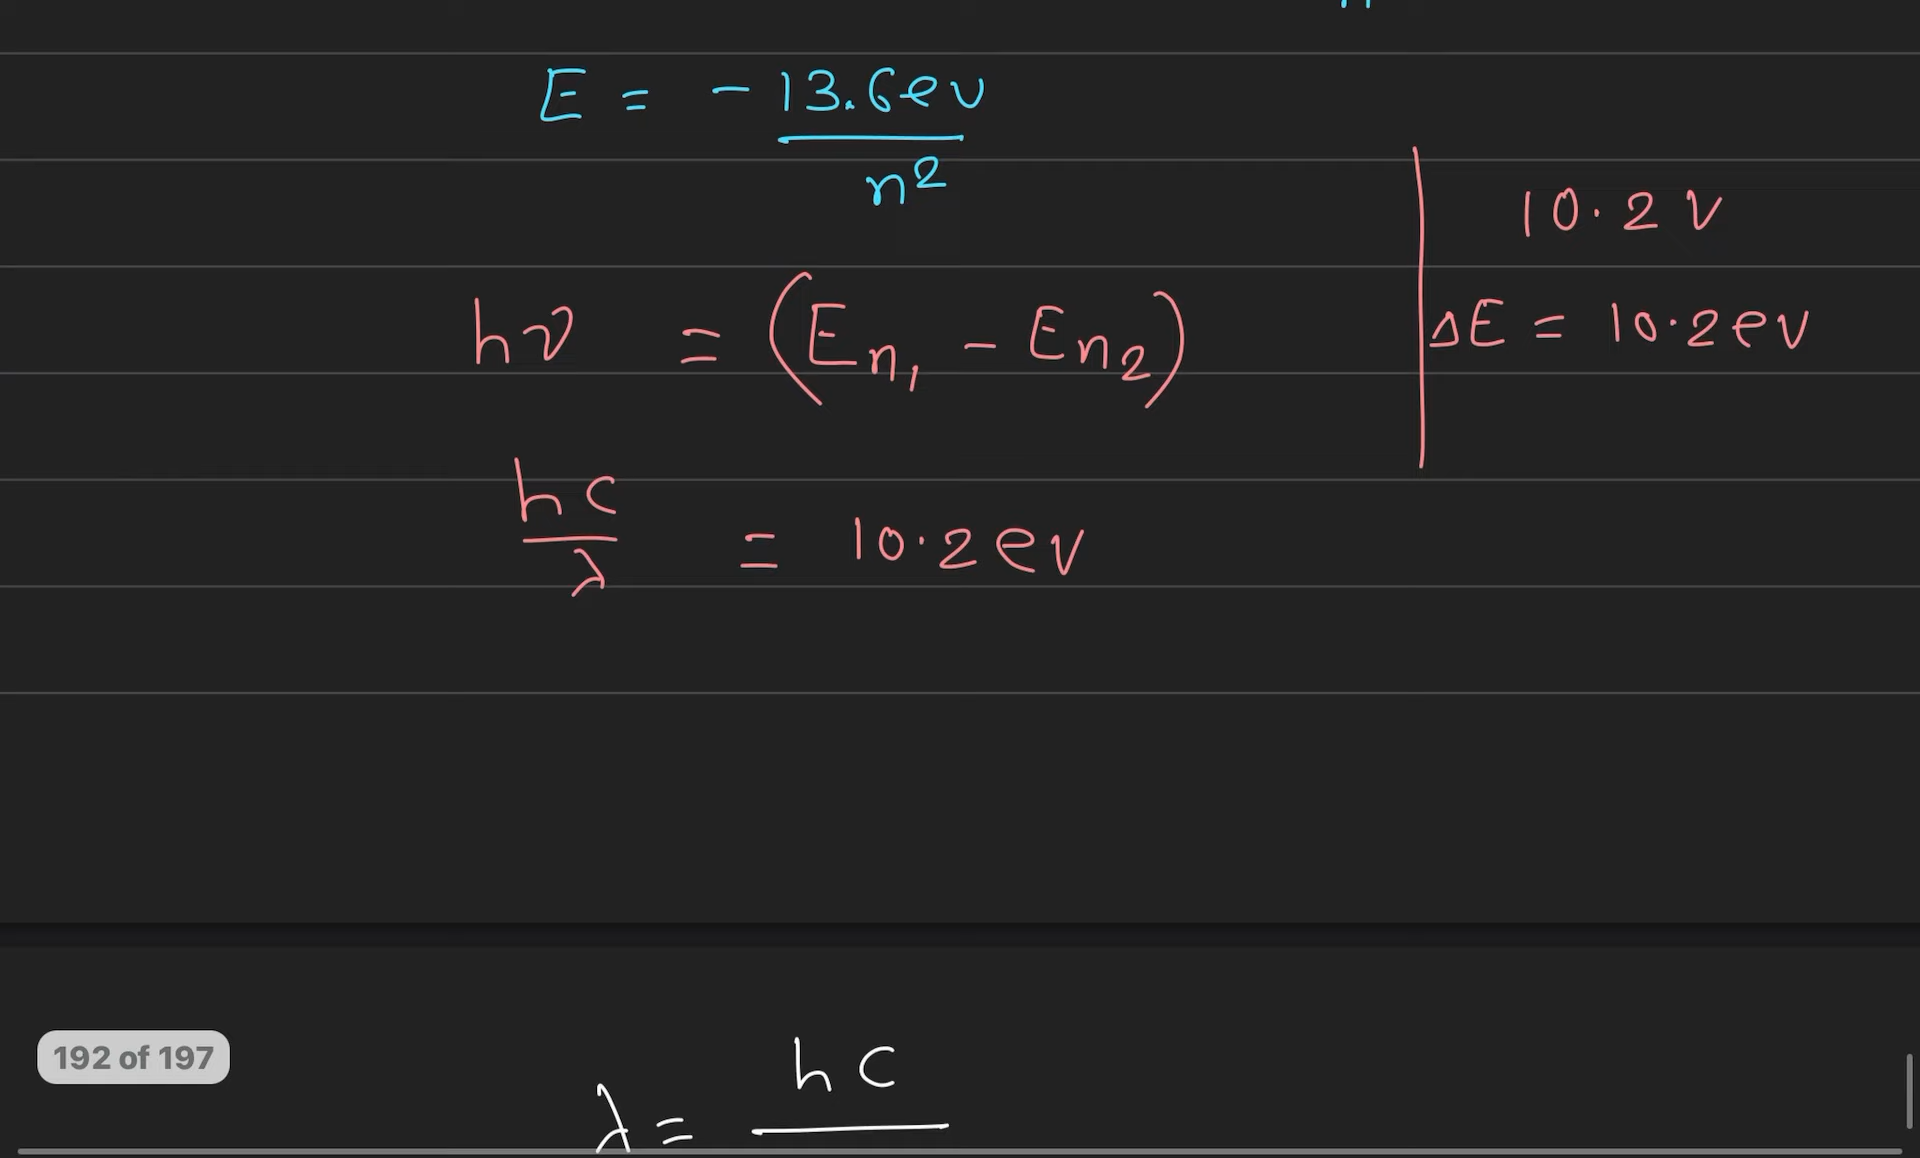 E = - 13.6ev
n²
10.2 V
hν = (En₁ - En₂)
ΔE = 10.2eV
hc
λ = 10.2eV
192 of 197
hc
λ =